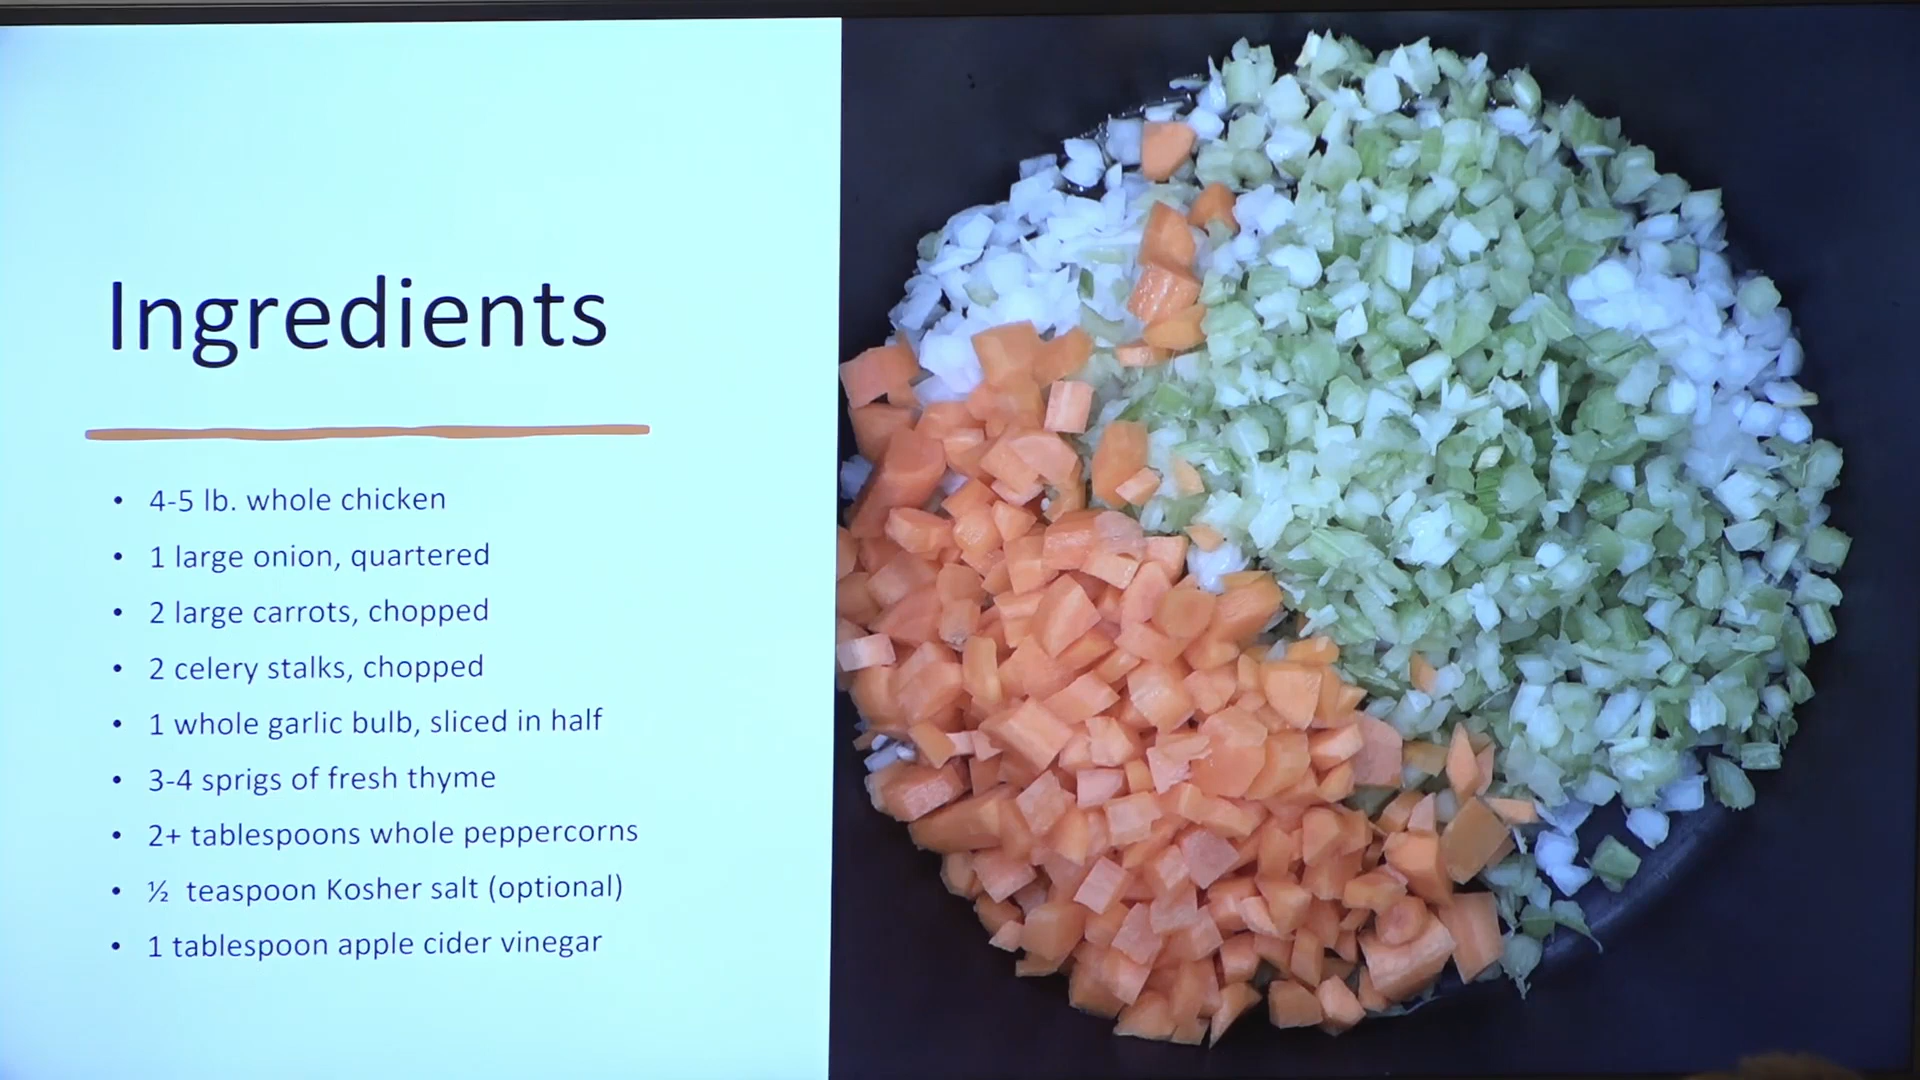 Ingredients
• 4-5 lb. whole chicken
• 1 large onion, quartered
• 2 large carrots, chopped
• 2 celery stalks, chopped
• 1 whole garlic bulb, sliced in half
• 3-4 sprigs of fresh thyme
• 2+ tablespoons whole peppercorns
• ½  teaspoon Kosher salt (optional)
• 1 tablespoon apple cider vinegar